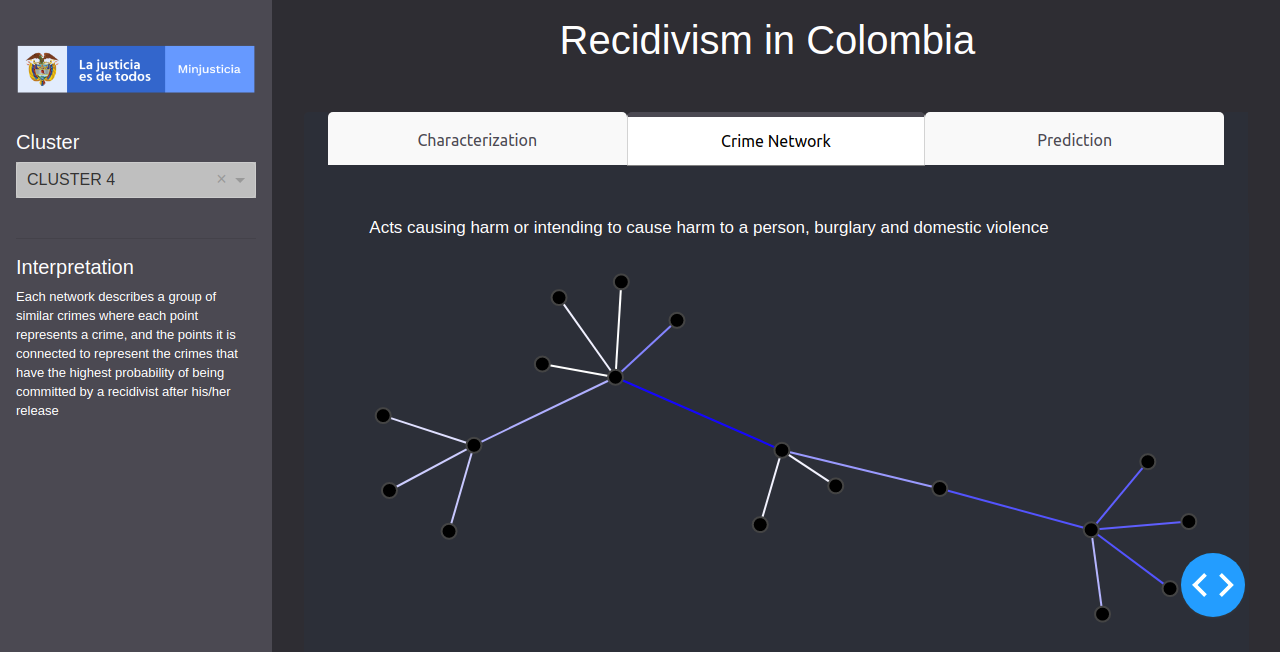 Recidivism in Colombia
La justicia
es de todos
Minjusticia
Cluster
CLUSTER 4
Interpretation
Each network describes a group of
similar crimes where each point
represents a crime, and the points it is
connected to represent the crimes that
have the highest probability of being
committed by a recidivist after his/her
release
Characterization
Crime Network
Prediction
Acts causing harm or intending to cause harm to a person, burglary and domestic violence